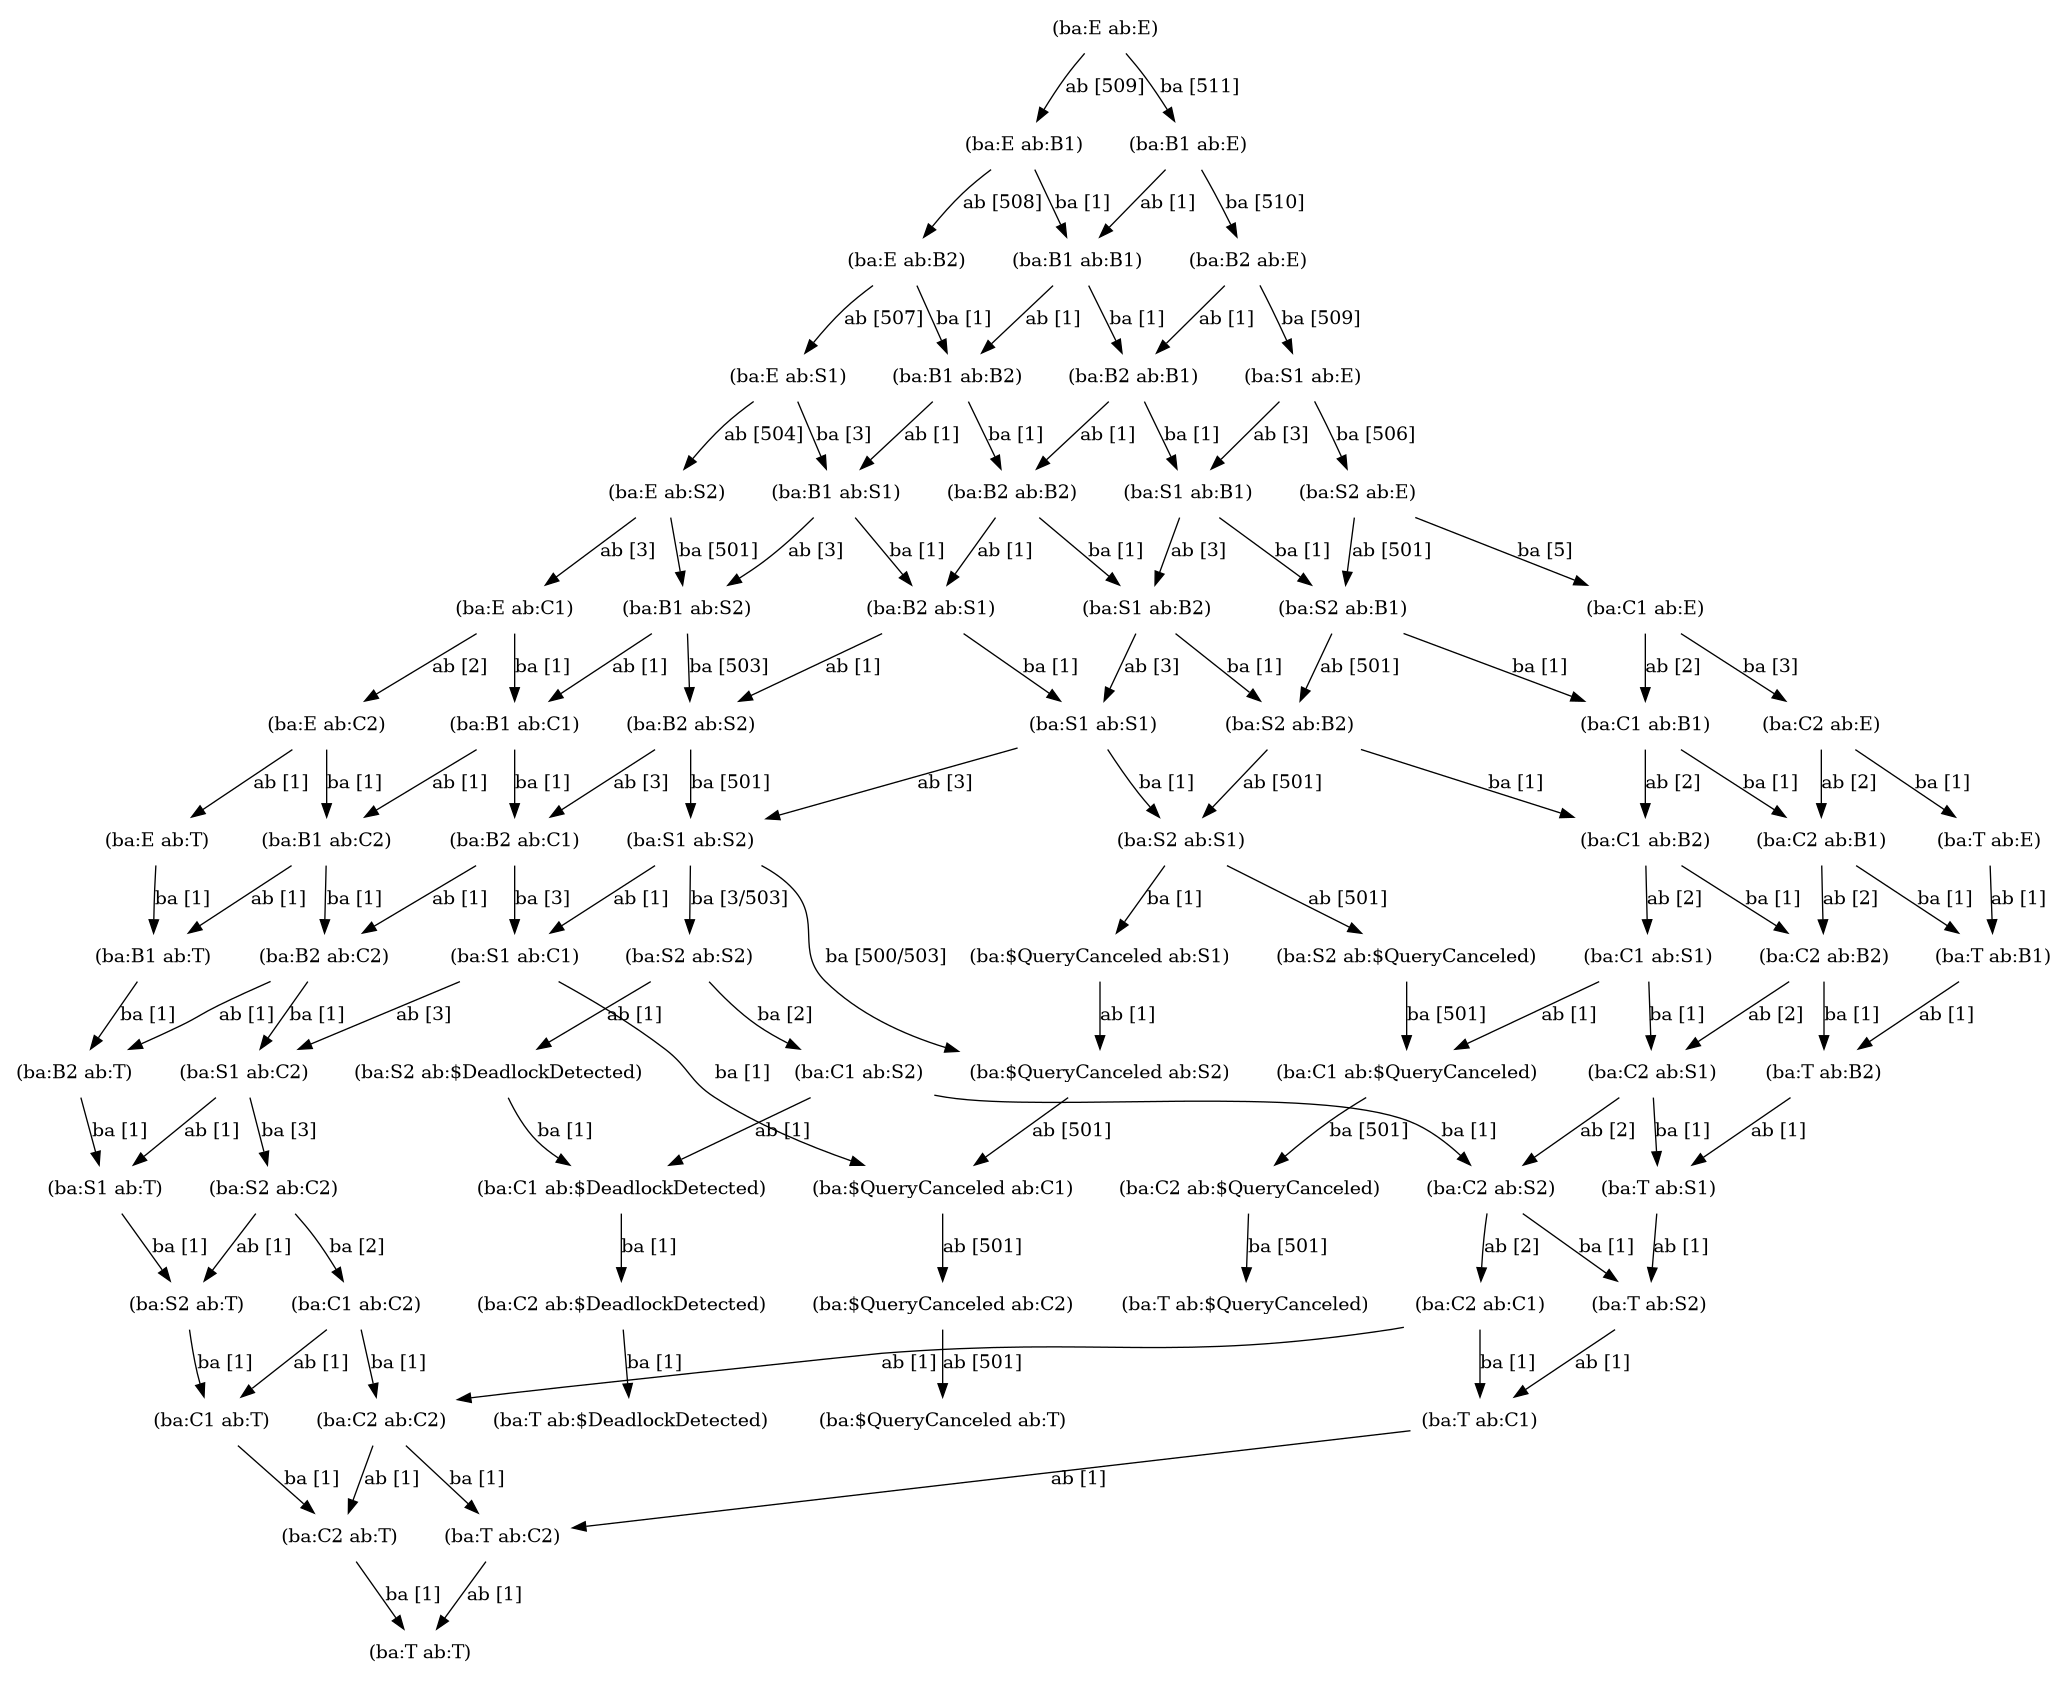 (ba:E ab:E)
ab [509] ba [511]
(ba:E ab:B1) (ba:B1 ab:E)
ab [508] ba [1] ab [1] ba [510]
(ba:E ab:B2) (ba:B1 ab:B1) (ba:B2 ab:E)
ab [507] ba [1] ab [1] ba [1] ab [1] ba [509]
(ba:E ab:S1) (ba:B1 ab:B2) (ba:B2 ab:B1) (ba:S1 ab:E)
ab [504] ba [3] ab [1] ba [1] ab [1] ba [1] ab [3] ba [506]
(ba:E ab:S2) (ba:B1 ab:S1) (ba:B2 ab:B2) (ba:S1 ab:B1) (ba:S2 ab:E)
ab [3] ba [501] ab [3] ba [1] ab [1] ba [1] ab [3] ba [1] ab [501] ba [5]
(ba:E ab:C1) (ba:B1 ab:S2) (ba:B2 ab:S1) (ba:S1 ab:B2) (ba:S2 ab:B1) (ba:C1 ab:E)
ab [2] ba [1] ab [1] ba [503] ab [1] ba [1] ab [3] ba [1] ab [501] ba [1] ab [2] ba [3]
(ba:E ab:C2) (ba:B1 ab:C1) (ba:B2 ab:S2) (ba:S1 ab:S1) (ba:S2 ab:B2) (ba:C1 ab:B1) (ba:C2 ab:E)
ab [1] ba [1] ab [1] ba [1] ab [3] ba [501] ab [3] ba [1] ab [501] ba [1] ab [2] ba [1] ab [2] ba [1]
(ba:E ab:T) (ba:B1 ab:C2) (ba:B2 ab:C1) (ba:S1 ab:S2) (ba:S2 ab:S1) (ba:C1 ab:B2) (ba:C2 ab:B1) (ba:T ab:E)
ba [1] ab [1] ba [1] ab [1] ba [3] ab [1] ba [3/503] ba [1] ab [501] ab [2] ba [1] ab [2] ba [1] ab [1]
(ba:B1 ab:T) (ba:B2 ab:C2) (ba:S1 ab:C1) (ba:S2 ab:S2) ba [500/503] (ba:$QueryCanceled ab:S1) (ba:S2 ab:$QueryCanceled) (ba:C1 ab:S1) (ba:C2 ab:B2) (ba:T ab:B1)
ba [1] ab [1] ba [1] ab [3] ab [1] ba [2] ab [1] ba [501] ab [1] ba [1] ab [2] ba [1] ab [1]
(ba:B2 ab:T) (ba:S1 ab:C2) (ba:S2 ab:$DeadlockDetected) ba [1] (ba:C1 ab:S2) (ba:$QueryCanceled ab:S2) (ba:C1 ab:$QueryCanceled) (ba:C2 ab:S1) (ba:T ab:B2)
ba [1] ab [1] ba [3] ba [1] ab [1] ab [501] ba [501] ba [1] ab [2] ba [1] ab [1]
(ba:S1 ab:T) (ba:S2 ab:C2) (ba:C1 ab:$DeadlockDetected) (ba:$QueryCanceled ab:C1) (ba:C2 ab:$QueryCanceled) (ba:C2 ab:S2) (ba:T ab:S1)
ba [1] ab [1] ba [2] ba [1] ab [501] ba [501] ab [2] ba [1] ab [1]
(ba:S2 ab:T) (ba:C1 ab:C2) (ba:C2 ab:$DeadlockDetected) (ba:$QueryCanceled ab:C2) (ba:T ab:$QueryCanceled) (ba:C2 ab:C1) (ba:T ab:S2)
ba [1] ab [1] ba [1] ba [1] ab [1] ab [501] ba [1] ab [1]
(ba:C1 ab:T) (ba:C2 ab:C2) (ba:T ab:$DeadlockDetected) (ba:$QueryCanceled ab:T) (ba:T ab:C1)
ba [1] ab [1] ba [1] ab [1]
(ba:C2 ab:T) (ba:T ab:C2)
ba [1] ab [1]
(ba:T ab:T)